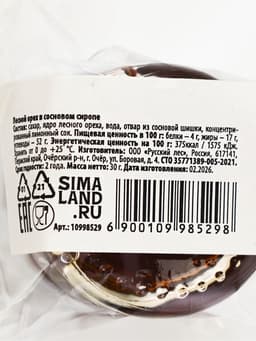 Лесной орех в сосновом сиропе
Состав: сахар, ядро лесного ореха, вода, отвар из сосновой шишки, концентри-
рованный лимонный сок. Пищевая ценность в 100 г: белки – 4 г, жиры – 17 г,
углеводы – 52 г. Энергетическая ценность на 100 г: 375ккал / 1575 кДж.
Хранить от 0 до +25 °С. Изготовитель: ООО «Русский лес», Россия, 617141,
Пермский край, Очёрский р-н, г. Очёр, ул. Боровая, д. 4. СТО 35771389-005-2021.
Срок годности: 2 года. Масса нетто: 30 г. Дата изготовления: 02.2026.
01
21
EAC
SIMA
LAND
.RU
Арт.: 10998529
6 900109 985298